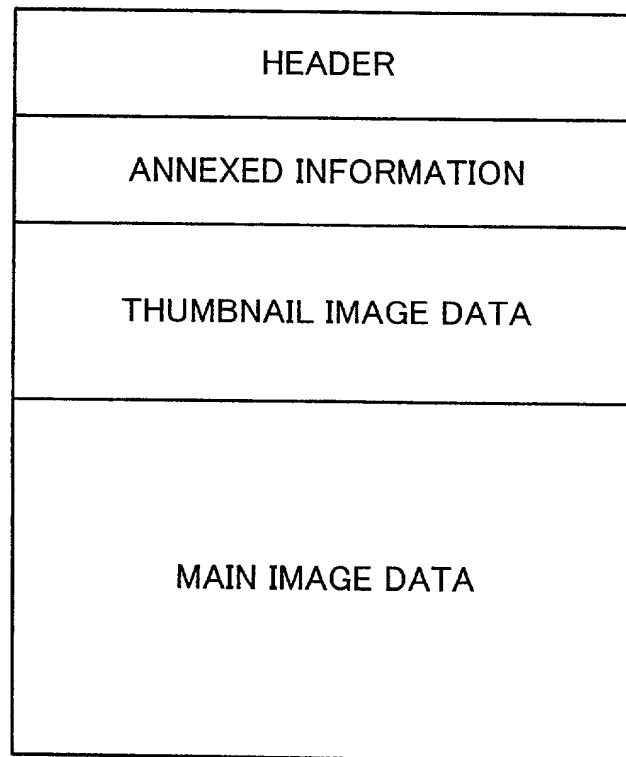 HEADER
ANNEXED INFORMATION
THUMBNAIL IMAGE DATA
MAIN IMAGE DATA